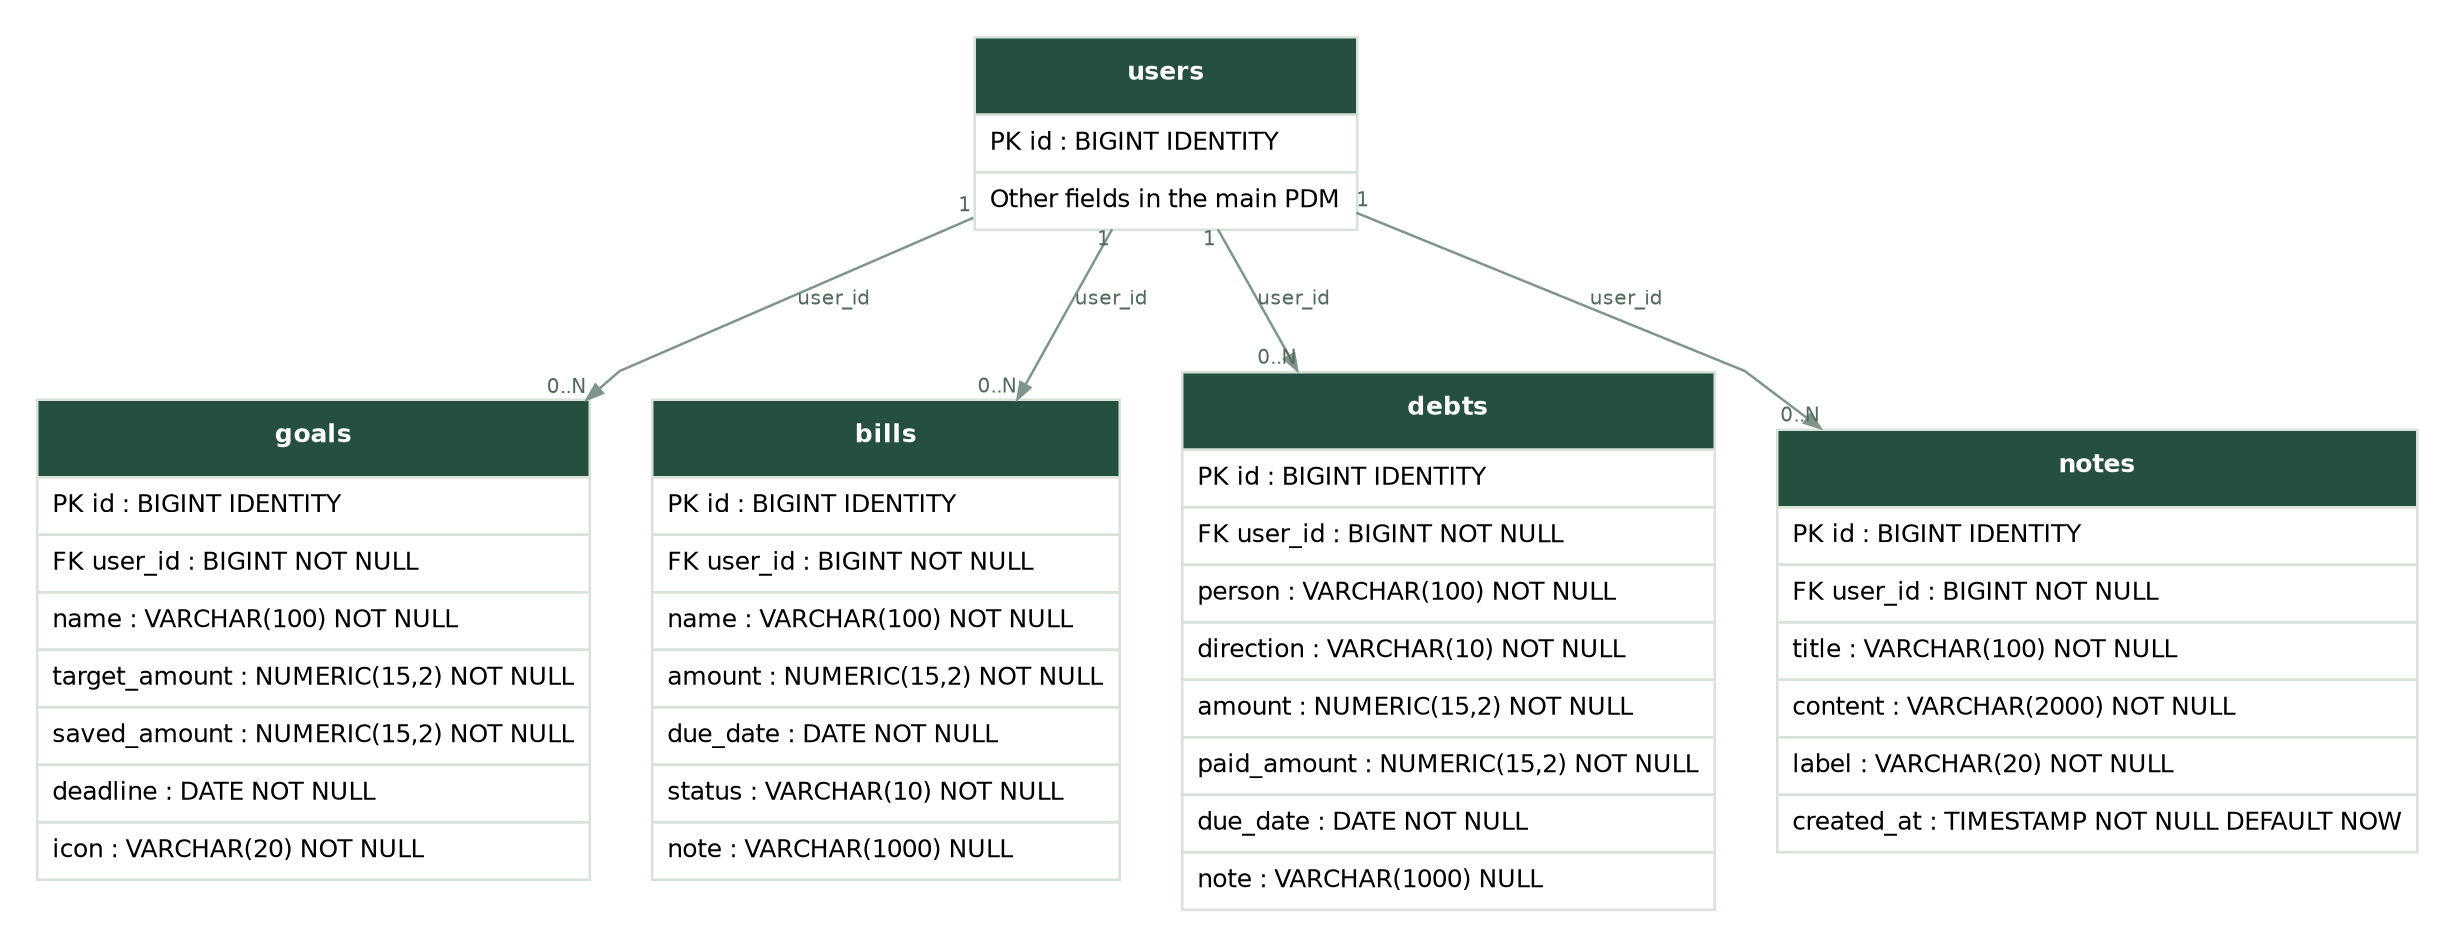 users
PK id : BIGINT IDENTITY
Other fields in the main PDM
1
1
1
1
user_id
user_id
user_id
user_id
0..N
0..N
0..N
0..N
goals
PK id : BIGINT IDENTITY
FK user_id : BIGINT NOT NULL
name : VARCHAR(100) NOT NULL
target_amount : NUMERIC(15,2) NOT NULL
saved_amount : NUMERIC(15,2) NOT NULL
deadline : DATE NOT NULL
icon : VARCHAR(20) NOT NULL
bills
PK id : BIGINT IDENTITY
FK user_id : BIGINT NOT NULL
name : VARCHAR(100) NOT NULL
amount : NUMERIC(15,2) NOT NULL
due_date : DATE NOT NULL
status : VARCHAR(10) NOT NULL
note : VARCHAR(1000) NULL
debts
PK id : BIGINT IDENTITY
FK user_id : BIGINT NOT NULL
person : VARCHAR(100) NOT NULL
direction : VARCHAR(10) NOT NULL
amount : NUMERIC(15,2) NOT NULL
paid_amount : NUMERIC(15,2) NOT NULL
due_date : DATE NOT NULL
note : VARCHAR(1000) NULL
notes
PK id : BIGINT IDENTITY
FK user_id : BIGINT NOT NULL
title : VARCHAR(100) NOT NULL
content : VARCHAR(2000) NOT NULL
label : VARCHAR(20) NOT NULL
created_at : TIMESTAMP NOT NULL DEFAULT NOW